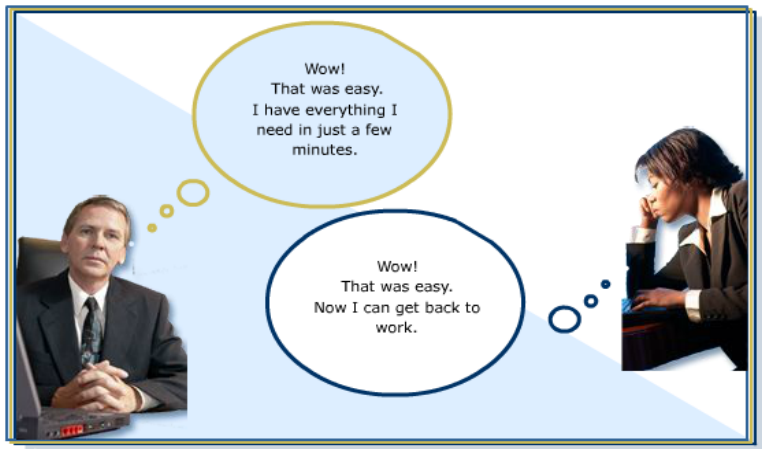 Wow!
That was easy.
I have everything I
need in just a few
minutes.
Wow!
That was easy.
Now I can get back to
work.